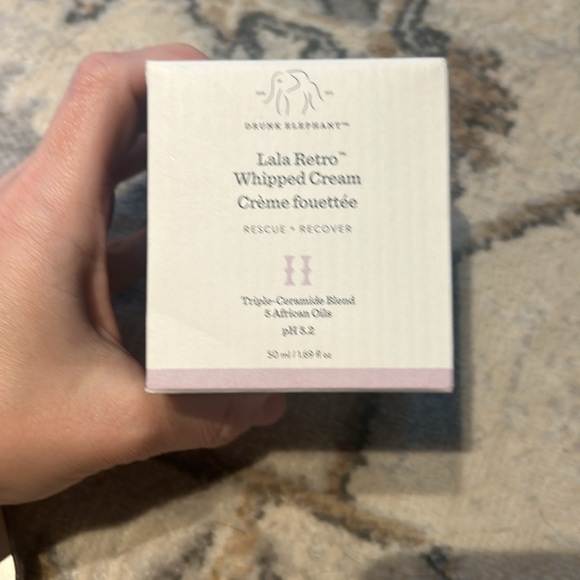 DRUNK ELEPHANT™
Lala Retro™
Whipped Cream
Crème fouettée
RESCUE + RECOVER
Triple-Ceramide Blend
5 African Oils
pH 5.2
50 ml / 1.69 fl oz